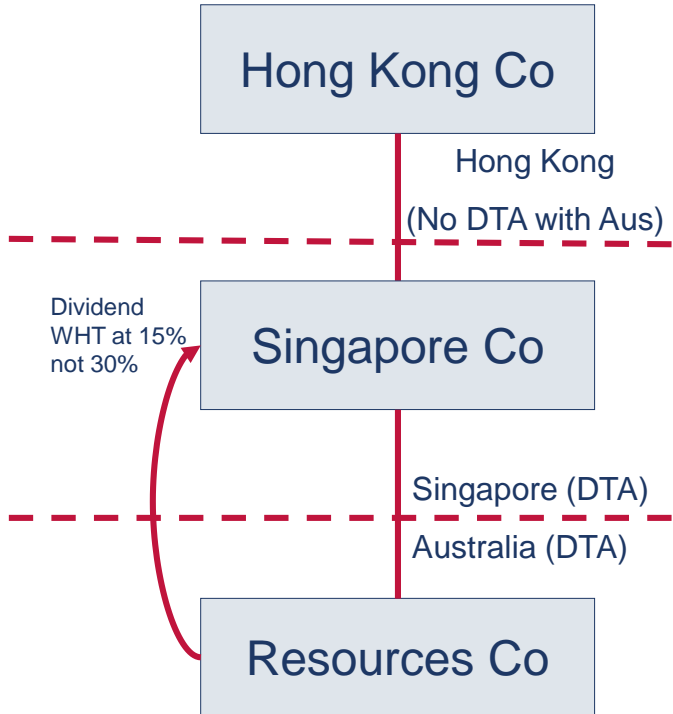 Hong Kong Co
Hong Kong
(No DTA with Aus)
Dividend
WHT at 15%
not 30%
Singapore Co
Singapore (DTA)
Australia (DTA)
Resources Co